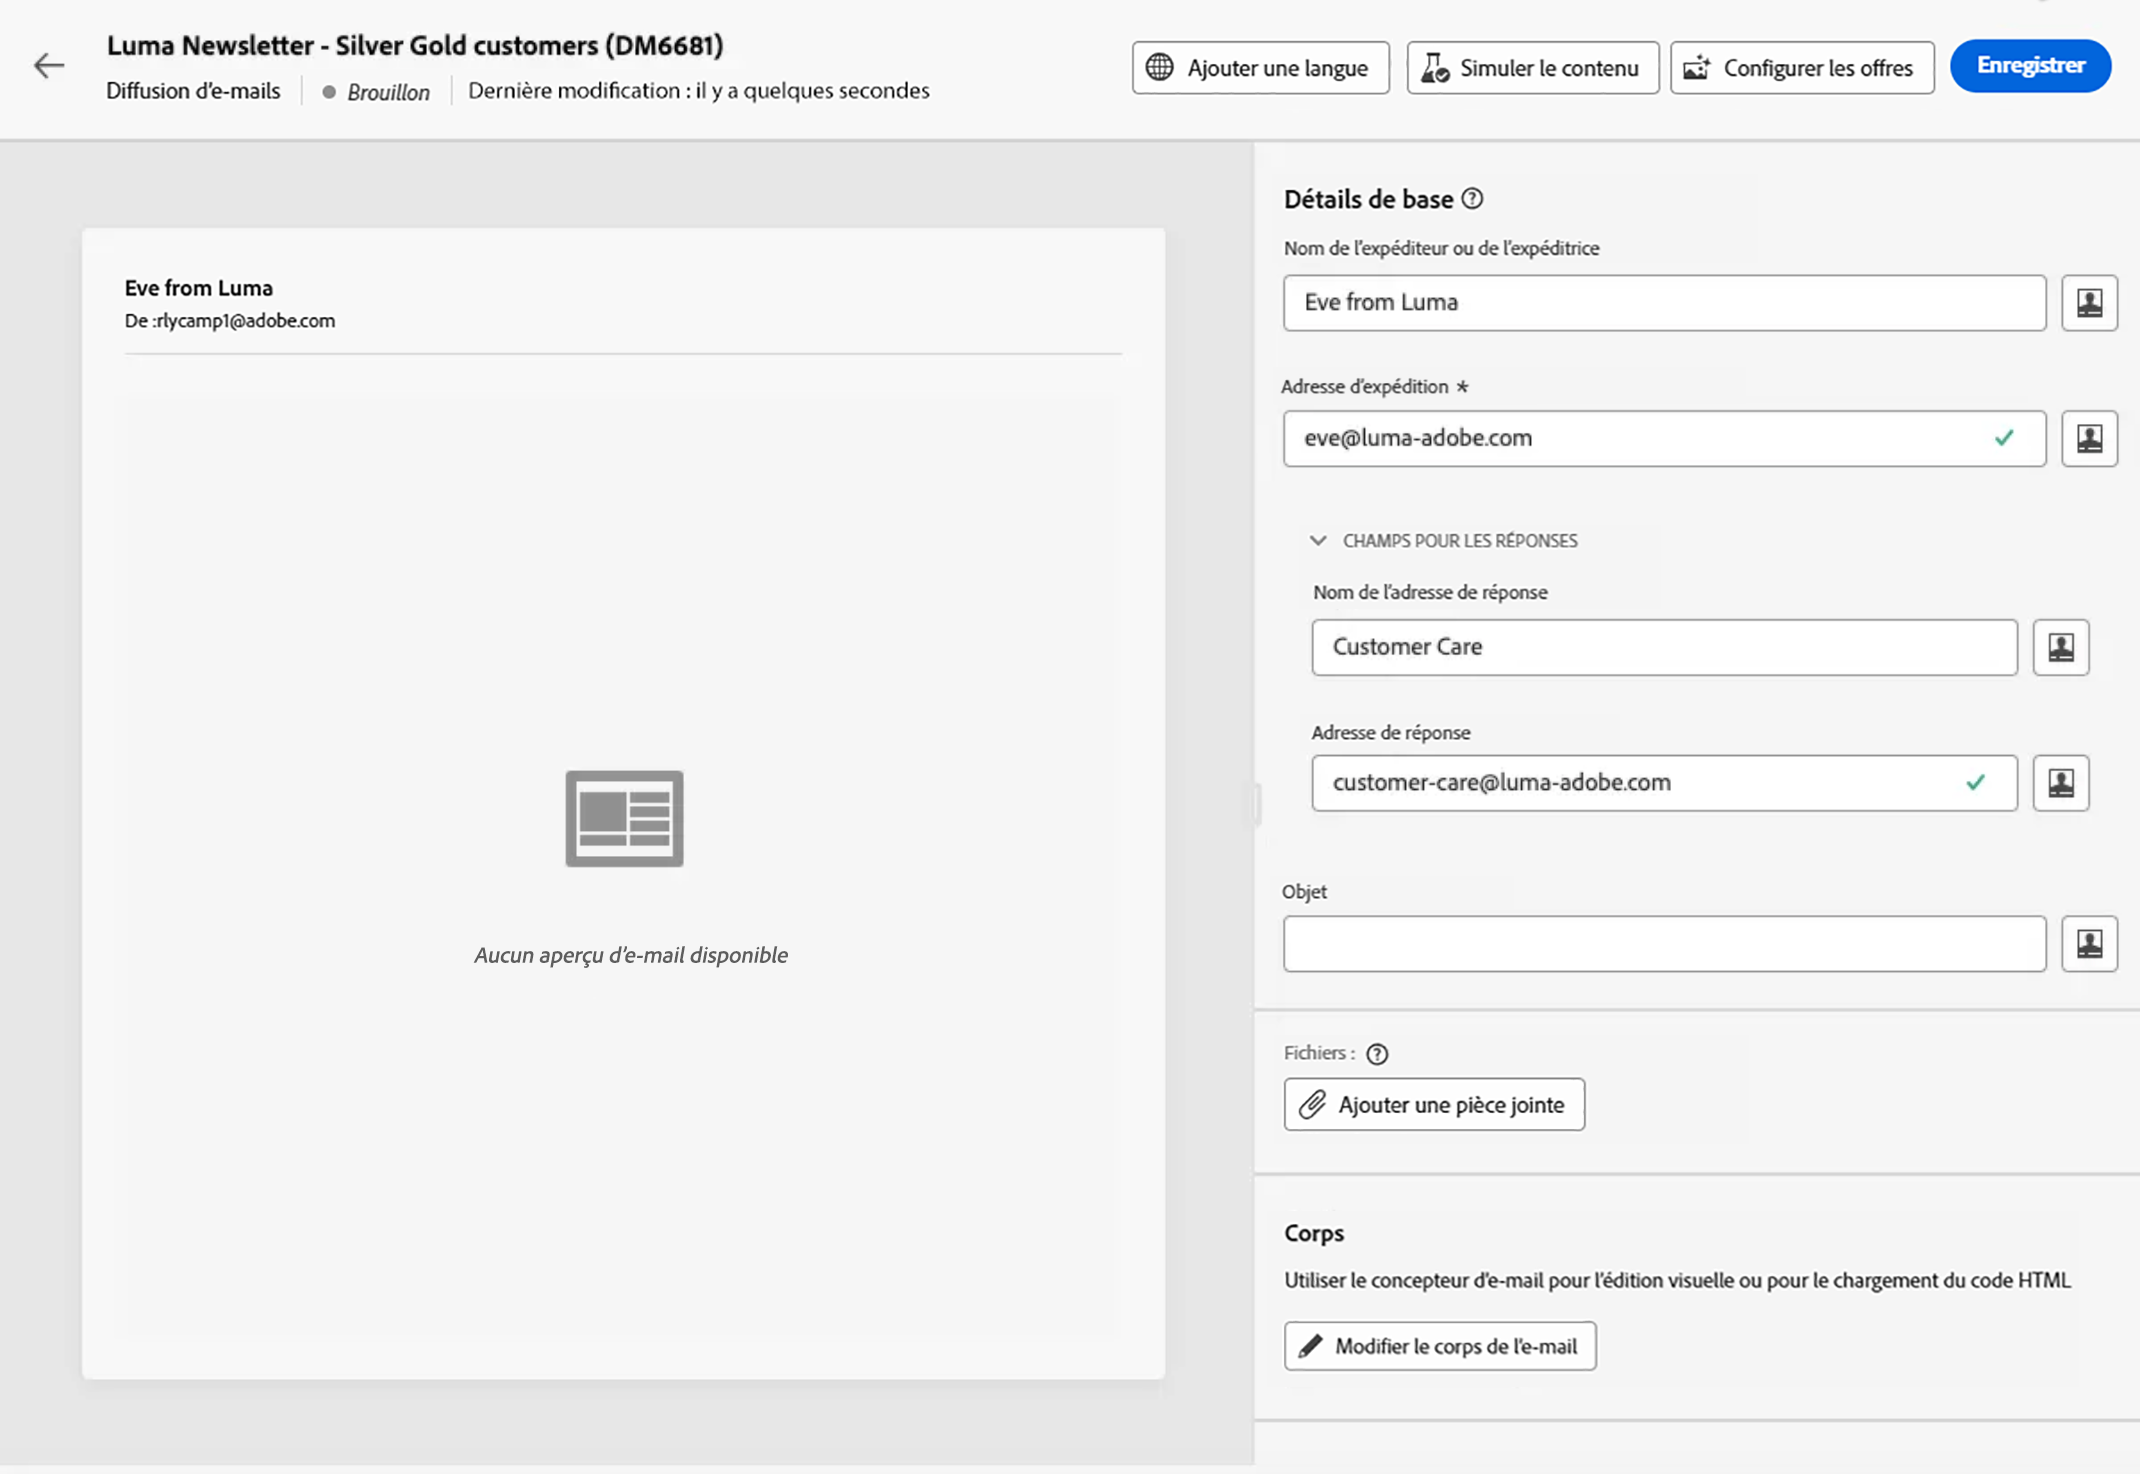 Luma Newsletter - Silver Gold customers (DM6681)
Diffusion d'e-mails
Brouillon
Dernière modification : il y a quelques secondes
Ajouter une langue
Simuler le contenu
Configurer les offres
Enregistrer
Eve from Luma
De :rlycamp1@adobe.com
Aucun aperçu d'e-mail disponible
Détails de base
Nom de l'expéditeur ou de l'expéditrice
Eve from Luma
Adresse d'expédition *
eve@luma-adobe.com
CHAMPS POUR LES RÉPONSES
Nom de l'adresse de réponse
Customer Care
Adresse de réponse
customer-care@luma-adobe.com
Objet
Fichiers :
Ajouter une pièce jointe
Corps
Utiliser le concepteur d'e-mail pour l'édition visuelle ou pour le chargement du code HTML
Modifier le corps de l'e-mail